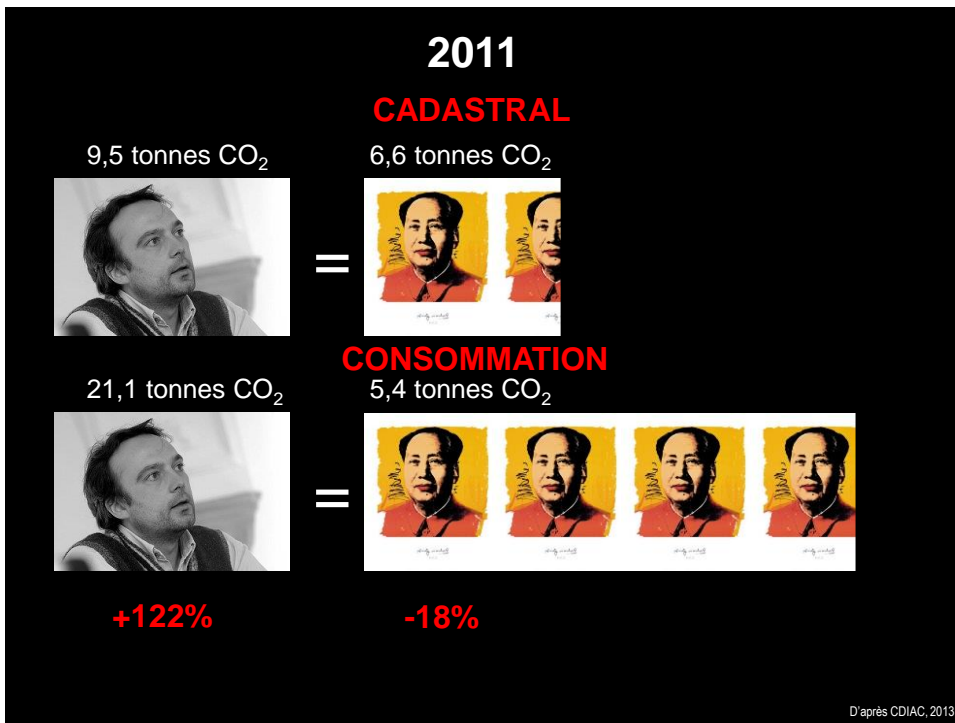 2011
CADASTRAL
9,5 tonnes CO₂ 6,6 tonnes CO₂
=
CONSOMMATION
21,1 tonnes CO₂ 5,4 tonnes CO₂
=
+122% -18%
D'après CDIAC, 2013